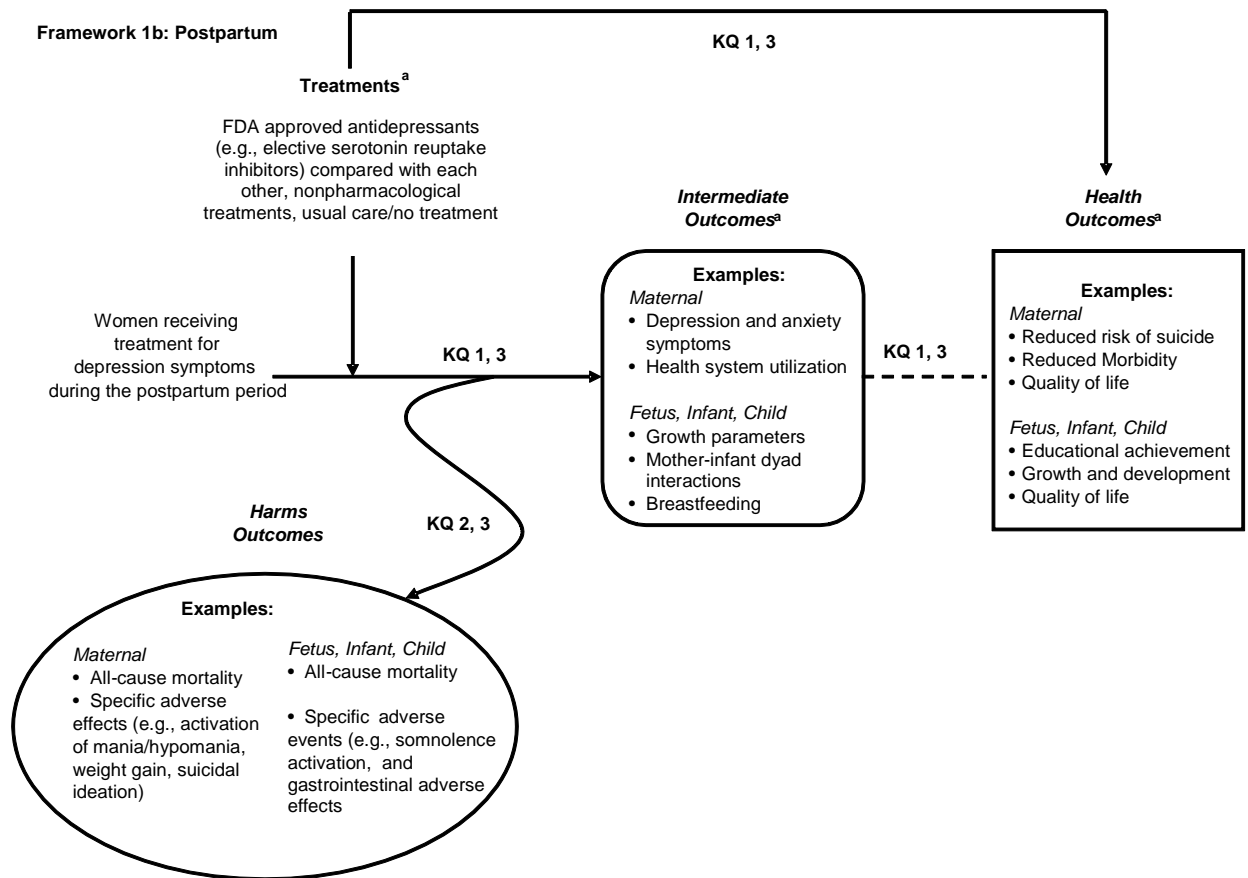 Framework 1b: Postpartum
KQ 1, 3
Treatments a
FDA approved antidepressants
(e.g., elective serotonin reuptake
inhibitors) compared with each
other, nonpharmacological
treatments, usual care/no treatment
Women receiving
treatment for
depression symptoms
during the postpartum period
KQ 1, 3
Intermediate
Outcomes a
Examples:
Maternal
• Depression and anxiety
symptoms
• Health system utilization
Fetus, Infant, Child
• Growth parameters
• Mother-infant dyad
interactions
• Breastfeeding
KQ 1, 3
Health
Outcomes a
Examples:
Maternal
• Reduced risk of suicide
• Reduced Morbidity
• Quality of life
Fetus, Infant, Child
• Educational achievement
• Growth and development
• Quality of life
KQ 2, 3
Harms
Outcomes
Examples:
Maternal
• All-cause mortality
• Specific adverse
effects (e.g., activation
of mania/hypomania,
weight gain, suicidal
ideation)
Fetus, Infant, Child
• All-cause mortality
• Specific adverse
events (e.g., somnolence
activation, and
gastrointestinal adverse
effects